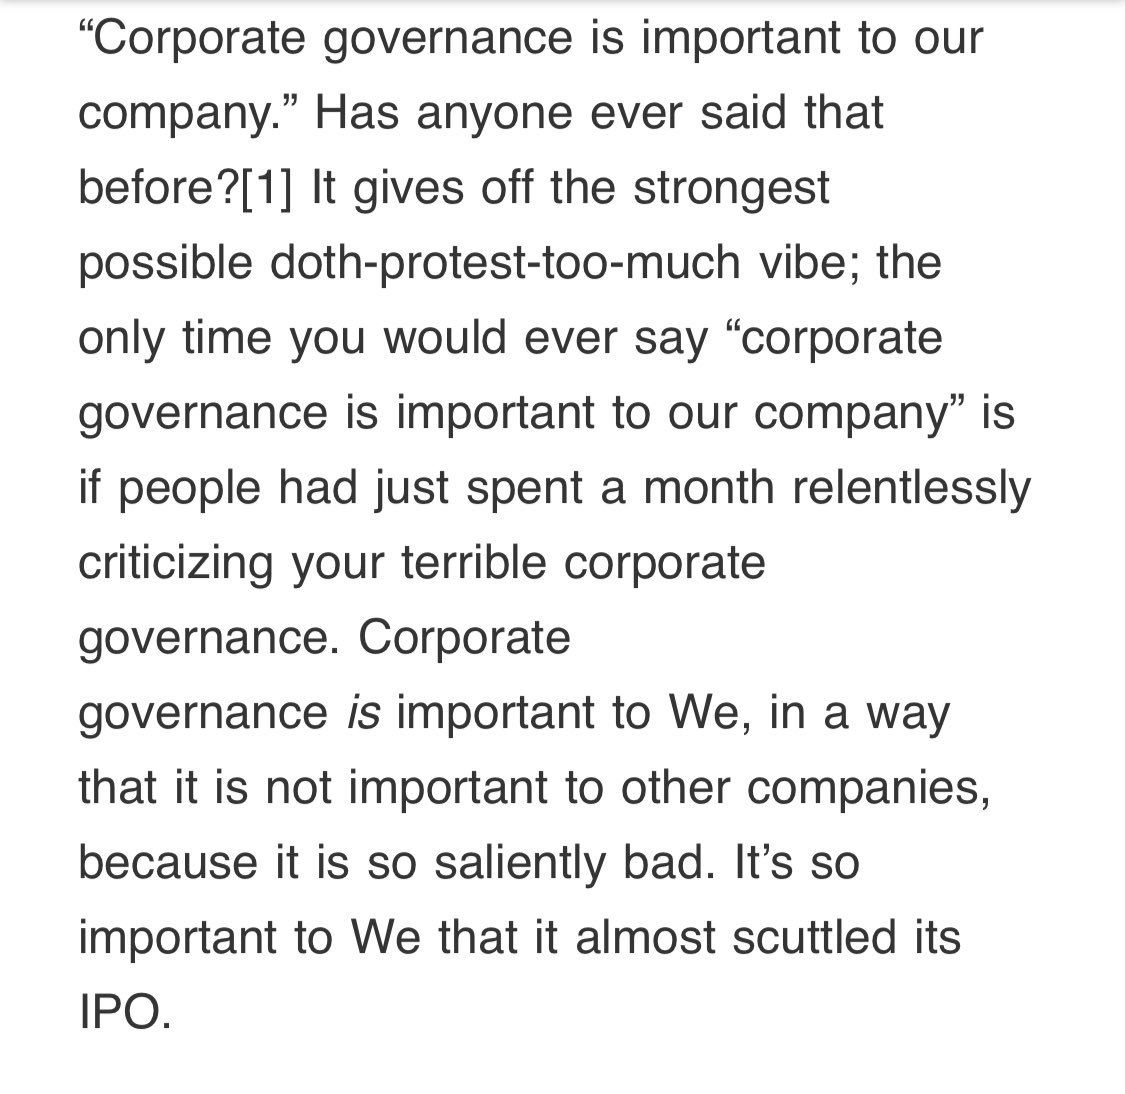 “Corporate governance is important to our
company.” Has anyone ever said that
before?[1] It gives off the strongest
possible doth-protest-too-much vibe; the
only time you would ever say “corporate
governance is important to our company” is
if people had just spent a month relentlessly
criticizing your terrible corporate
governance. Corporate
governance is important to We, in a way
that it is not important to other companies,
because it is so saliently bad. It’s so
important to We that it almost scuttled its
IPO.